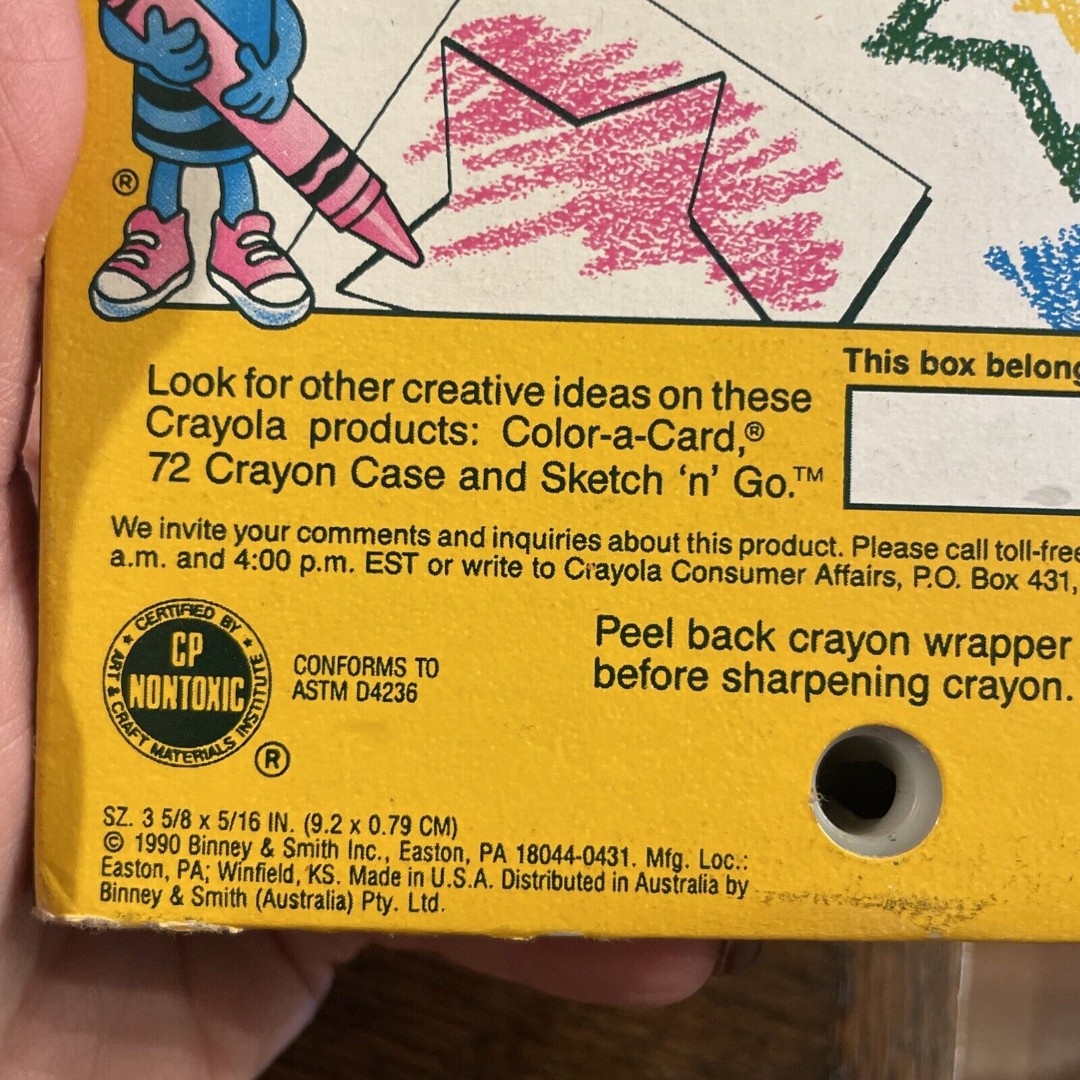 ®
Look for other creative ideas on these
Crayola products: Color-a-Card,®
72 Crayon Case and Sketch 'n' Go.™
This box belong
We invite your comments and inquiries about this product. Please call toll-free
a.m. and 4:00 p.m. EST or write to Crayola Consumer Affairs, P.O. Box 431,
CERTIFIED BY
ART & CRAFT MATERIALS INSTITUTE
CP
NONTOXIC
®
CONFORMS TO
ASTM D4236
Peel back crayon wrapper
before sharpening crayon.
SZ. 3 5/8 x 5/16 IN. (9.2 x 0.79 CM)
© 1990 Binney & Smith Inc., Easton, PA 18044-0431. Mfg. Loc.:
Easton, PA; Winfield, KS. Made in U.S.A. Distributed in Australia by
Binney & Smith (Australia) Pty. Ltd.